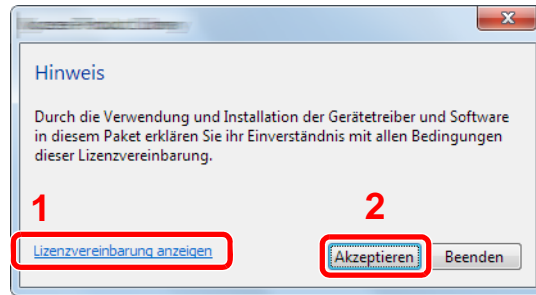 Hinweis
Durch die Verwendung und Installation der Gerätetreiber und Software
in diesem Paket erklären Sie ihr Einverständnis mit allen Bedingungen
dieser Lizenzvereinbarung.
1
2
Lizenzvereinbarung anzeigen
Akzeptieren
Beenden